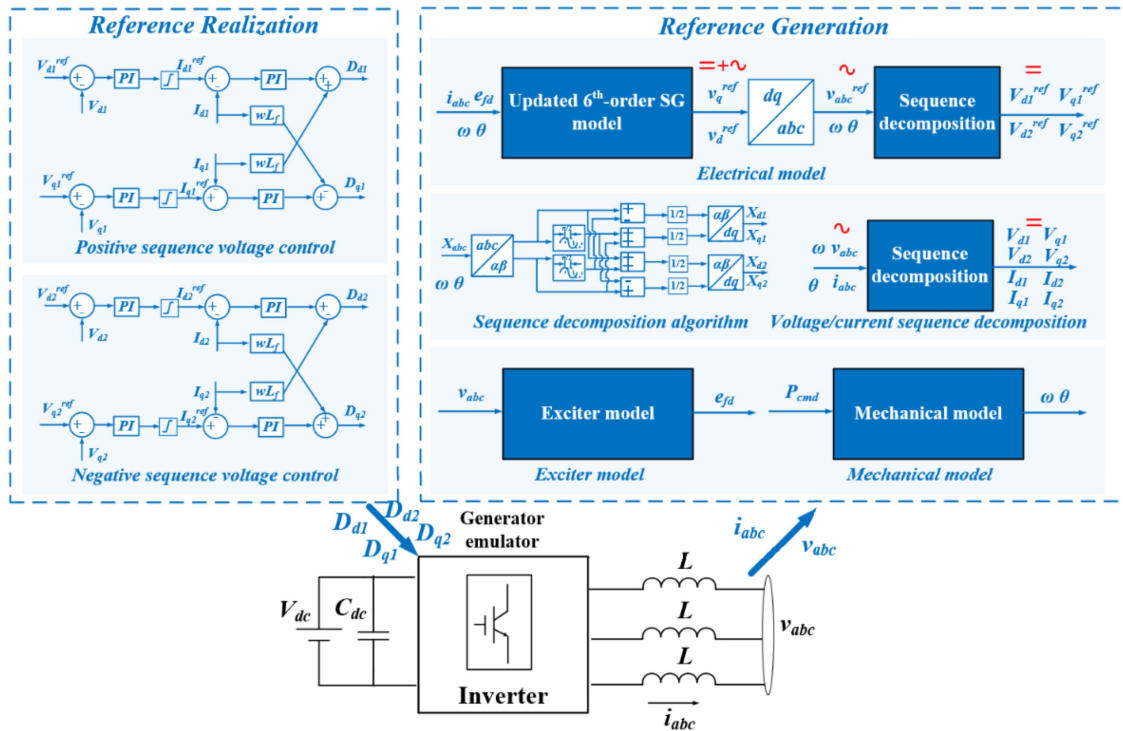 Reference Realization
V_d1^ref
PI
∫
I_d1^ref
PI
D_d1
V_d1
I_d1
wL_f
I_q1
wL_f
V_q1^ref
PI
∫
I_q1^ref
PI
D_q1
V_q1
Positive sequence voltage control
V_d2^ref
PI
∫
I_d2^ref
PI
D_d2
V_d2
I_d2
wL_f
I_q2
wL_f
V_q2^ref
PI
∫
I_q2^ref
PI
D_q2
V_q2
Negative sequence voltage control
Reference Generation
i_abc e_fd
ω θ
Updated 6^th-order SG
model
=+∿
v_q^ref
v_d^ref
dq
abc
∿
v_abc^ref
ω θ
Sequence
decomposition
=
V_d1^ref V_q1^ref
V_d2^ref V_q2^ref
Electrical model
X_abc
ω θ
abc
αβ
1/2
1/2
1/2
1/2
αβ
dq
αβ
dq
X_d1
X_q1
X_d2
X_q2
Sequence decomposition algorithm
∿
ω v_abc
θ i_abc
Sequence
decomposition
=
V_d1 V_q1
V_d2 V_q2
I_d1 I_d2
I_q1 I_q2
Voltage/current sequence decomposition
v_abc
Exciter model
e_fd
Exciter model
P_cmd
Mechanical model
ω θ
Mechanical model
D_d1 D_d2
D_q1 D_q2
Generator
emulator
i_abc
v_abc
V_dc
C_dc
Inverter
L
L
L
v_abc
i_abc